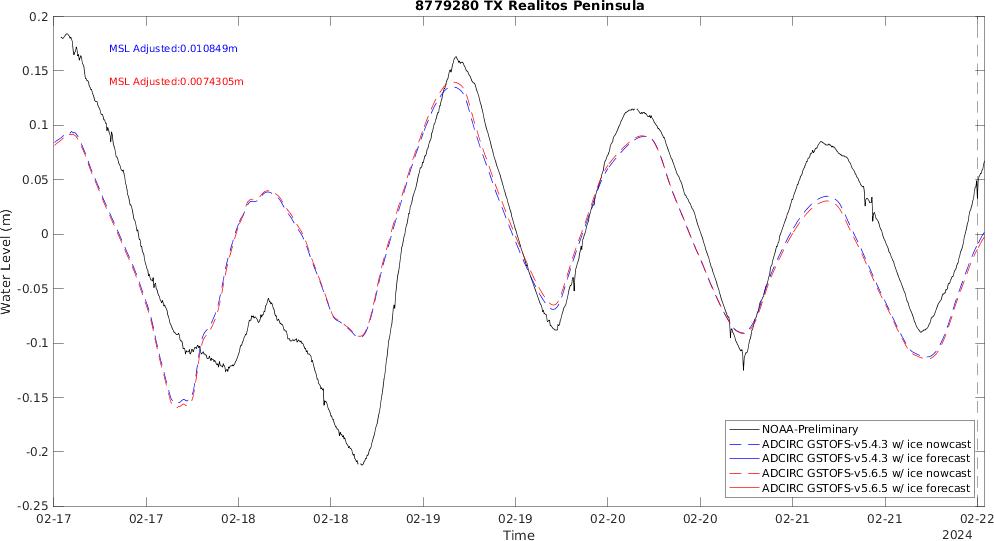 8779280 TX Realitos Peninsula
0.2
0.15
0.1
0.05
0
-0.05
-0.1
-0.15
-0.2
-0.25
Water Level (m)
MSL Adjusted:0.010849m
MSL Adjusted:0.0074305m
NOAA-Preliminary
ADCIRC GSTOFS-v5.4.3 w/ ice nowcast
ADCIRC GSTOFS-v5.4.3 w/ ice forecast
ADCIRC GSTOFS-v5.6.5 w/ ice nowcast
ADCIRC GSTOFS-v5.6.5 w/ ice forecast
02-17 02-17 02-18 02-18 02-19 02-19 02-20 02-20 02-21 02-21 02-22
Time
2024